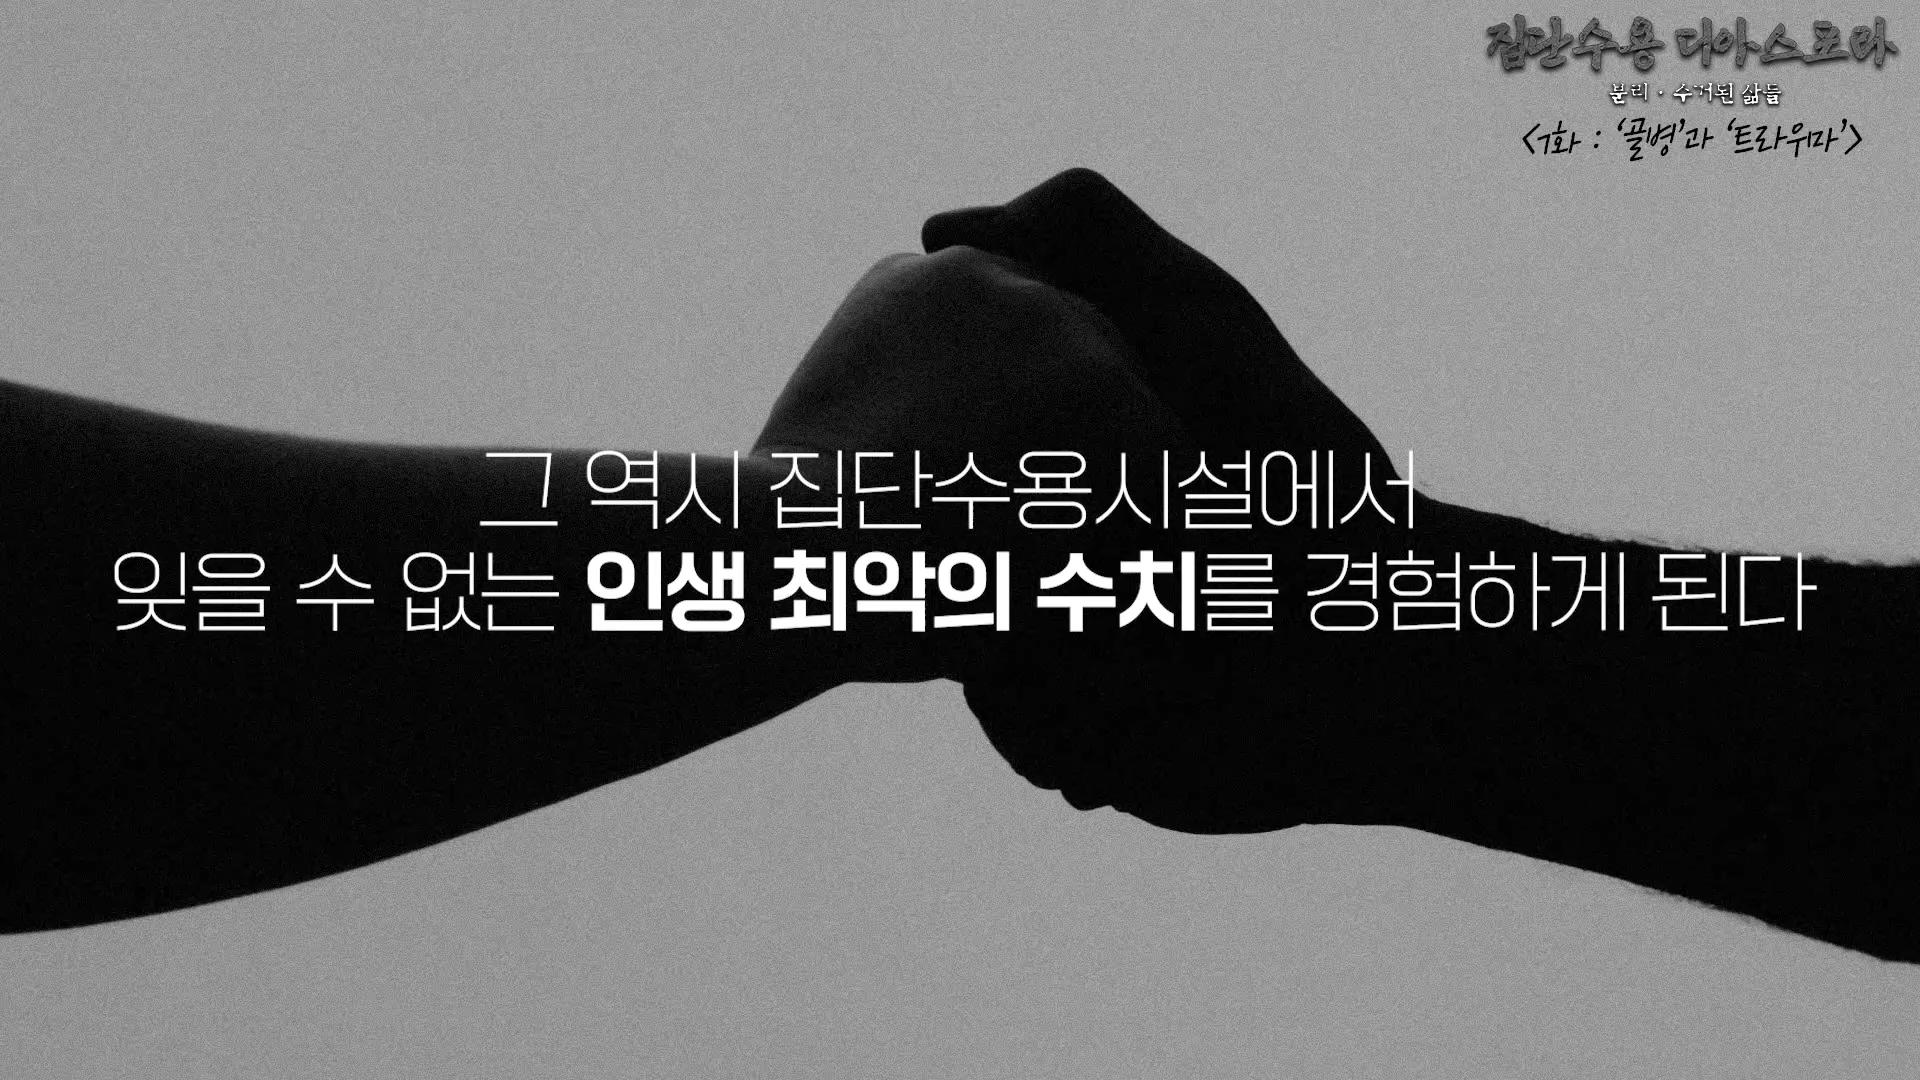 집단수용 디아스포라
분리·수거된 삶들
<7화 : '골병'과 '트라우마'>
그 역시 집단수용시설에서
잊을 수 없는 인생 최악의 수치를 경험하게 된다